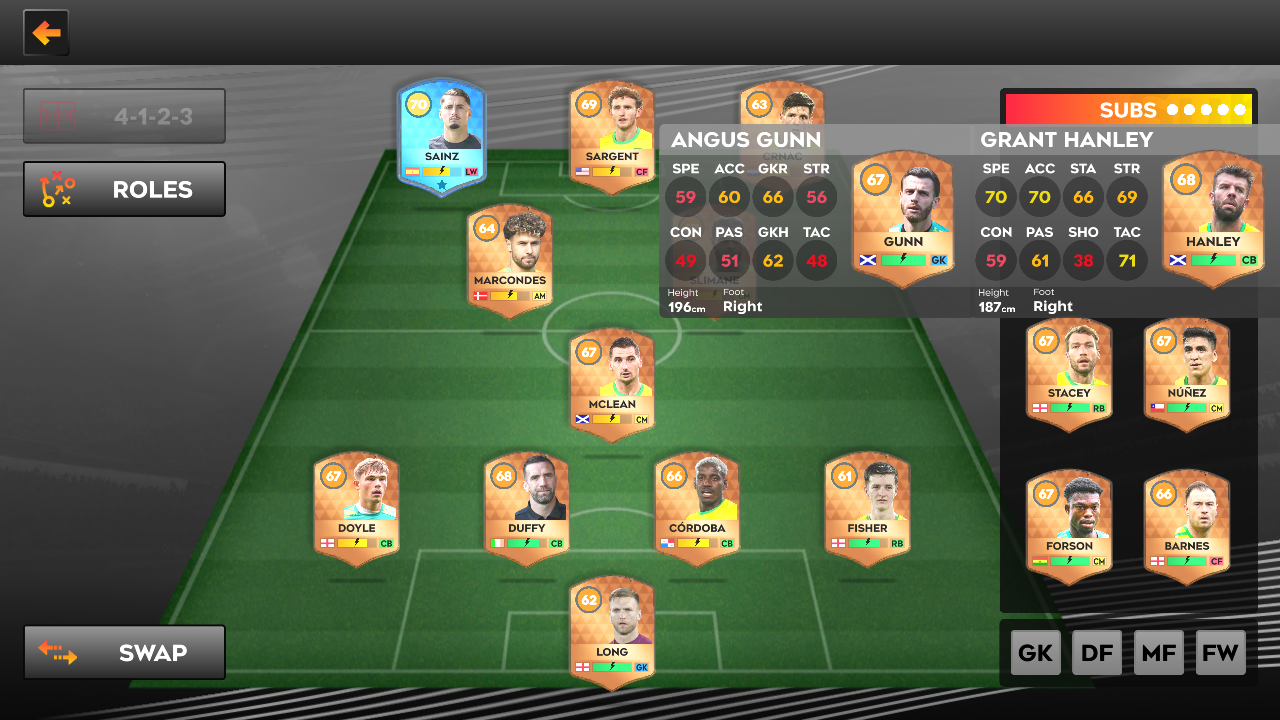 4-1-2-3
ROLES
SWAP
70
SAINZ
LW
69
SARGENT
CF
63
CRNAC
64
MARCONDES
AM
SLIMANE
67
MCLEAN
CM
67
DOYLE
CB
68
DUFFY
CB
66
CÓRDOBA
CB
61
FISHER
RB
62
LONG
GK
SUBS
ANGUS GUNN
SPE ACC GKR STR
59 60 66 56
CON PAS GKH TAC
49 51 62 48
Height Foot
196cm Right
67
GUNN
GK
GRANT HANLEY
SPE ACC STA STR
70 70 66 69
CON PAS SHO TAC
59 61 38 71
Height Foot
187cm Right
68
HANLEY
CB
67
STACEY
RB
67
NÚÑEZ
CM
67
FORSON
CM
66
BARNES
CF
GK DF MF FW